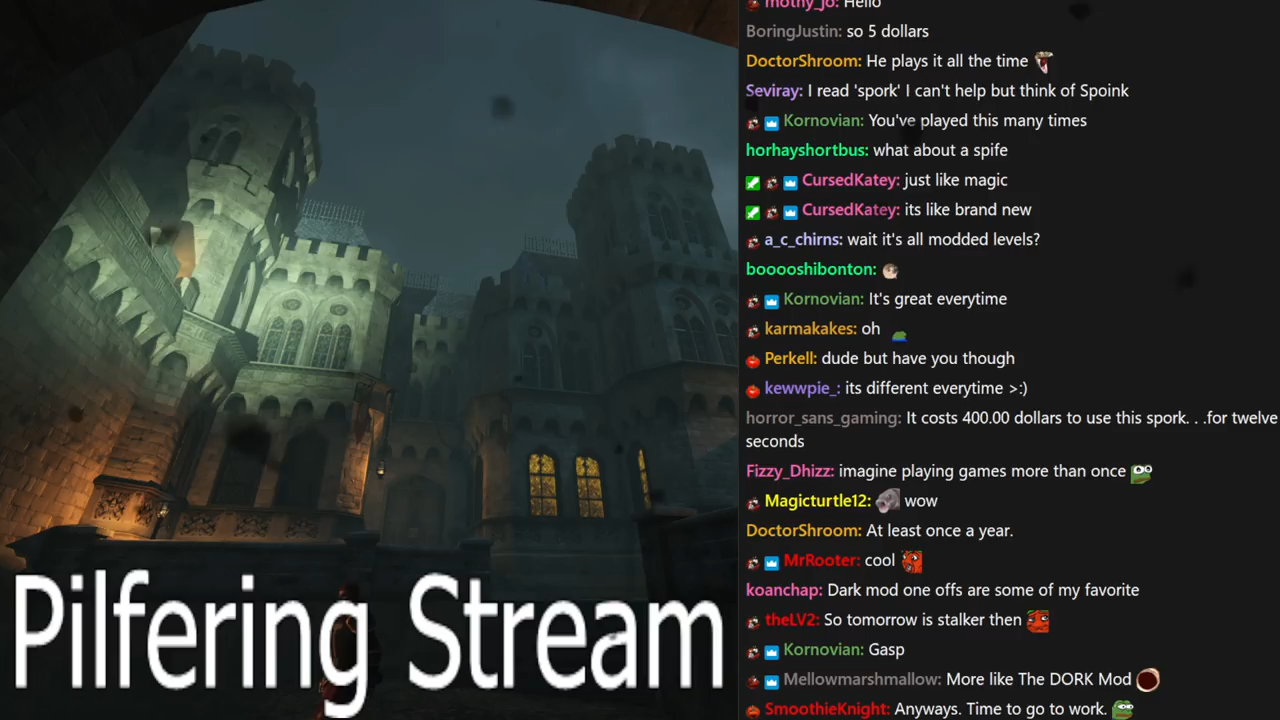 Pilfering Stream
mothy_jo: Hello
BoringJustin: so 5 dollars
DoctorShroom: He plays it all the time
Seviray: I read 'spork' I can't help but think of Spoink
Kornovian: You've played this many times
horhayshortbus: what about a spife
CursedKatey: just like magic
CursedKatey: its like brand new
a_c_chirns: wait it's all modded levels?
booooshibonton:
Kornovian: It's great everytime
karmakakes: oh
Perkell: dude but have you though
kewwpie_: its different everytime >:)
horror_sans_gaming: It costs 400.00 dollars to use this spork. . .for twelve
seconds
Fizzy_Dhizz: imagine playing games more than once
Magicturtle12: wow
DoctorShroom: At least once a year.
MrRooter: cool
koanchap: Dark mod one offs are some of my favorite
theLV2: So tomorrow is stalker then
Kornovian: Gasp
Mellowmarshmallow: More like The DORK Mod
SmoothieKnight: Anyways. Time to go to work.